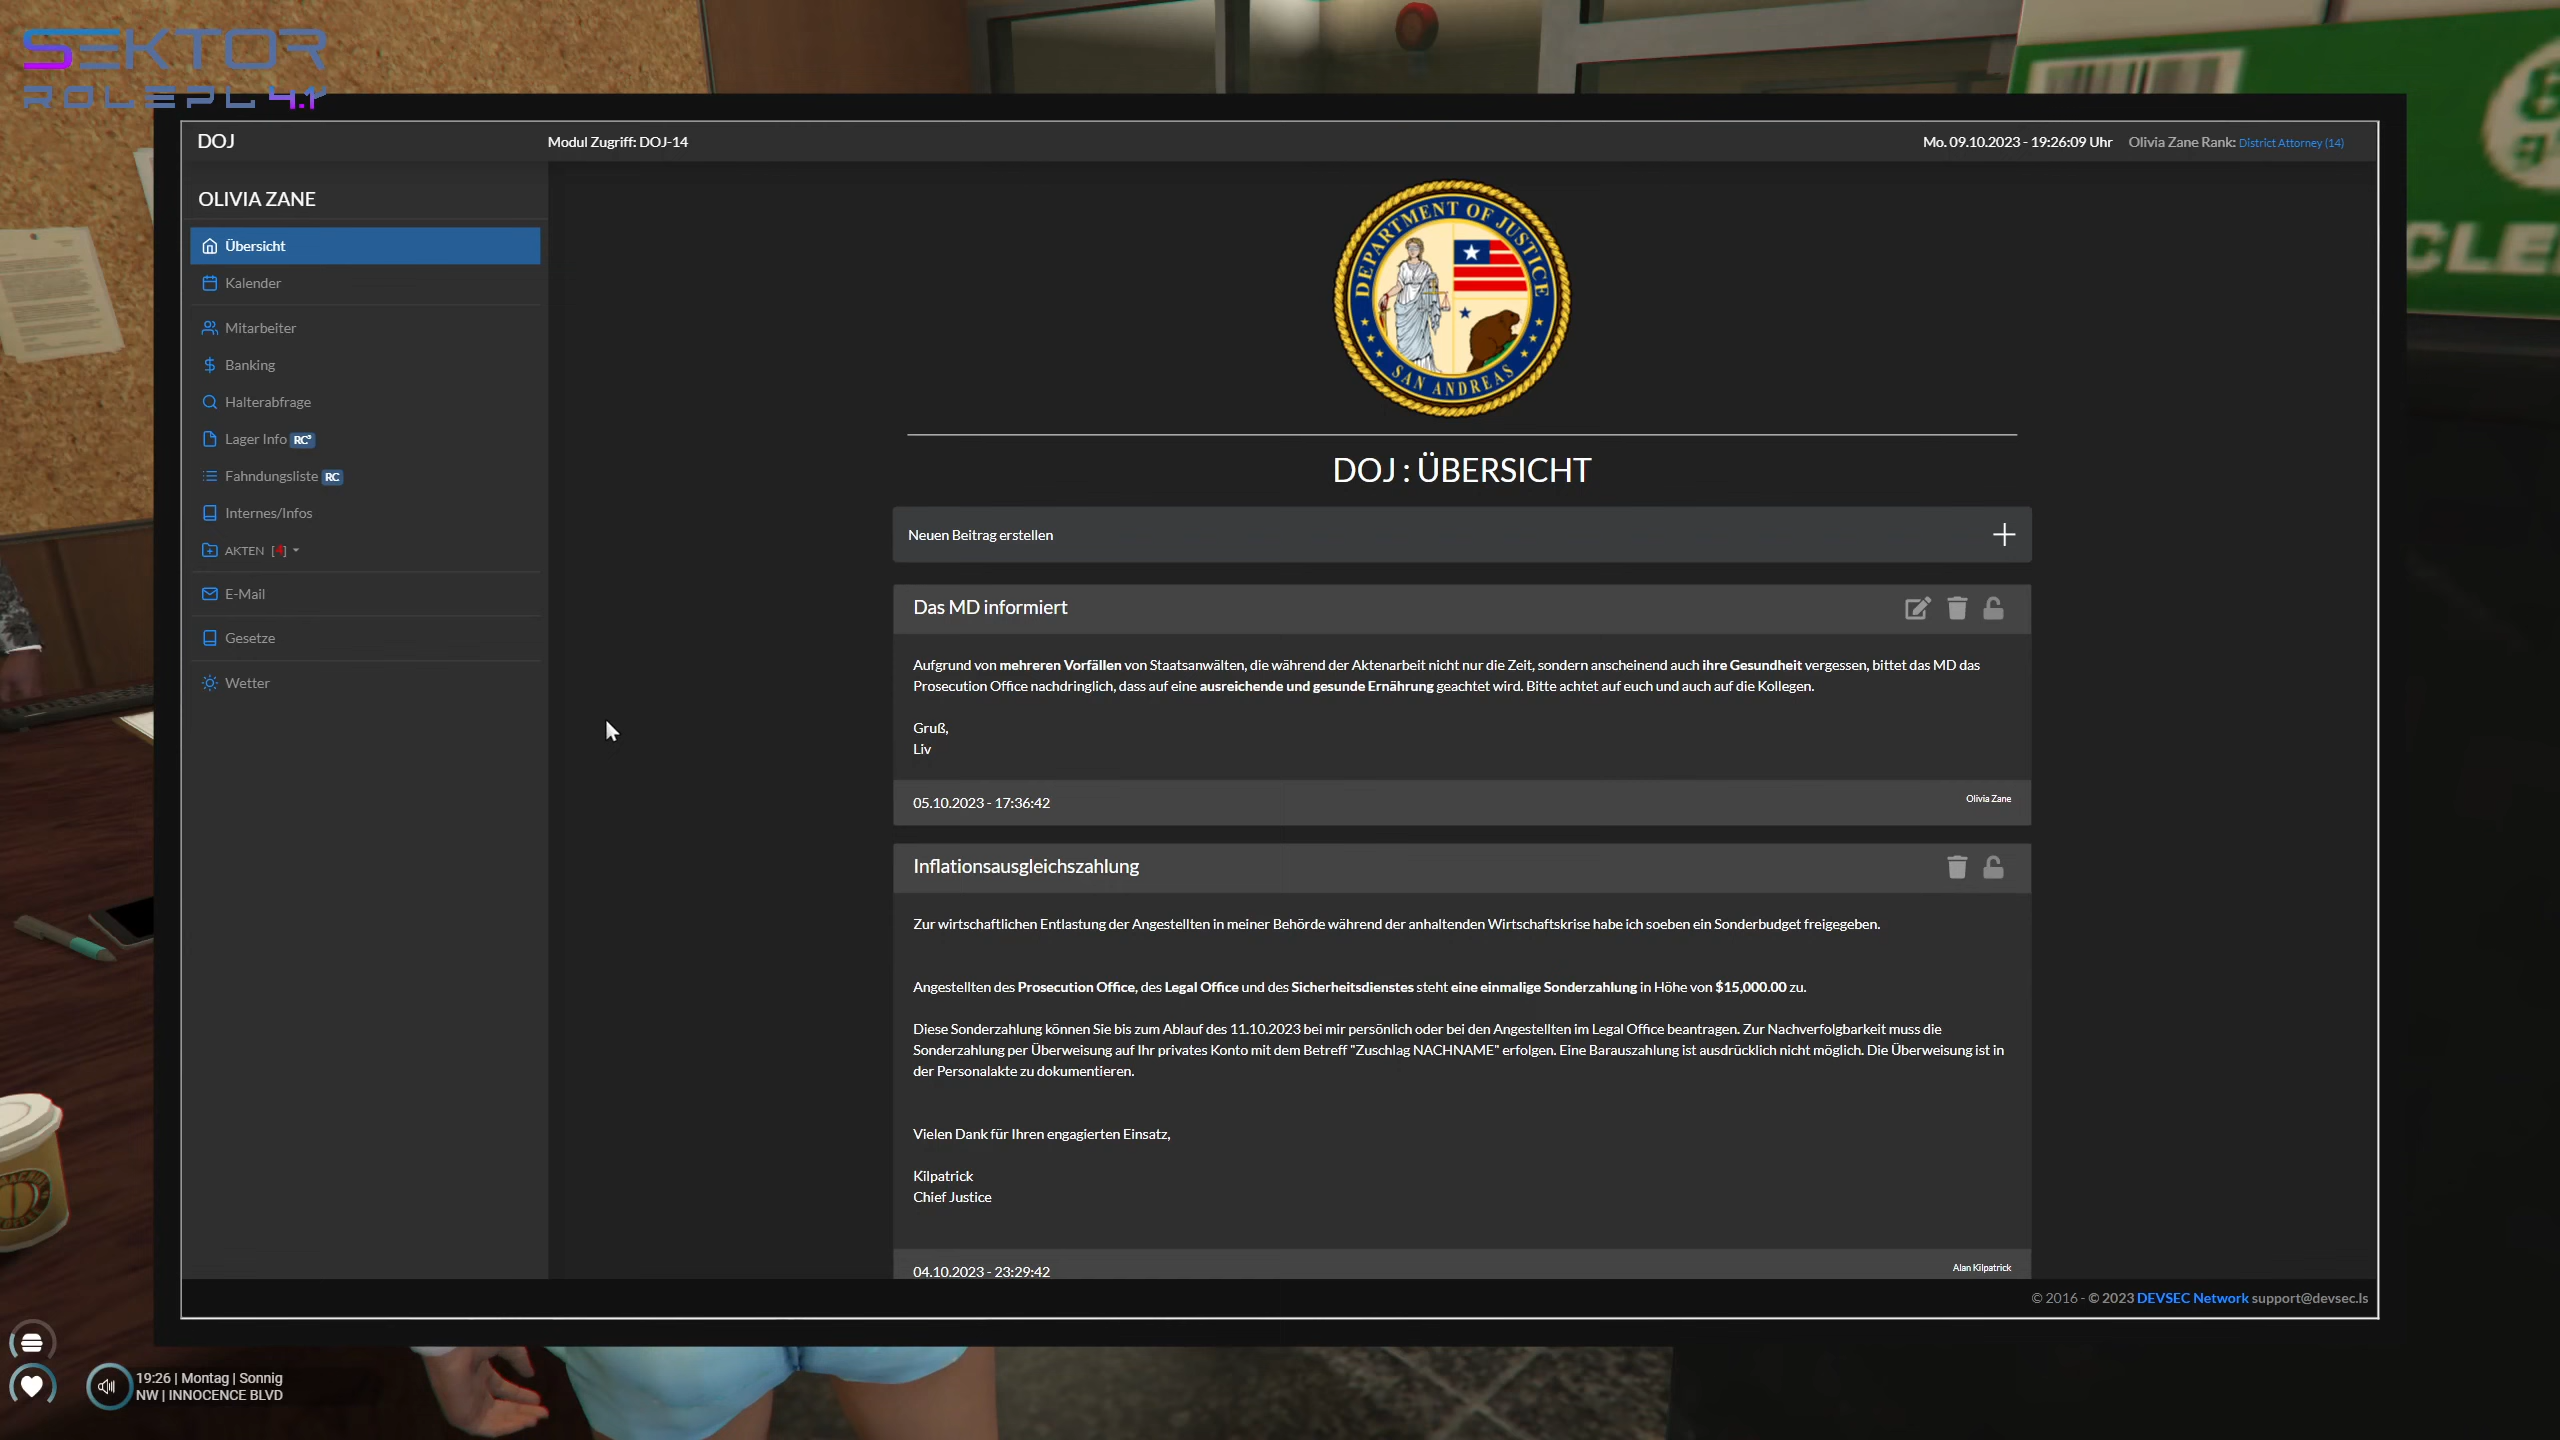 SEKTOR
ROLEPL 4.1
DOJ
Modul Zugriff: DOJ-14
Mo. 09.10.2023 - 19:26:09 Uhr Olivia Zane Rank: District Attorney (14)
OLIVIA ZANE
Übersicht
Kalender
Mitarbeiter
Banking
Halterabfrage
Lager Info RC³
Fahndungsliste RC
Internes/Infos
AKTEN [4]
E-Mail
Gesetze
Wetter
DEPARTMENT OF JUSTICE
SAN ANDREAS
DOJ : ÜBERSICHT
Neuen Beitrag erstellen
Das MD informiert
Aufgrund von mehreren Vorfällen von Staatsanwälten, die während der Aktenarbeit nicht nur die Zeit, sondern anscheinend auch ihre Gesundheit vergessen, bittet das MD das
Prosecution Office nachdringlich, dass auf eine ausreichende und gesunde Ernährung geachtet wird. Bitte achtet auf euch und auch auf die Kollegen.
Gruß,
Liv
05.10.2023 - 17:36:42
Olivia Zane
Inflationsausgleichszahlung
Zur wirtschaftlichen Entlastung der Angestellten in meiner Behörde während der anhaltenden Wirtschaftskrise habe ich soeben ein Sonderbudget freigegeben.
Angestellten des Prosecution Office, des Legal Office und des Sicherheitsdienstes steht eine einmalige Sonderzahlung in Höhe von $15,000.00 zu.
Diese Sonderzahlung können Sie bis zum Ablauf des 11.10.2023 bei mir persönlich oder bei den Angestellten im Legal Office beantragen. Zur Nachverfolgbarkeit muss die
Sonderzahlung per Überweisung auf Ihr privates Konto mit dem Betreff "Zuschlag NACHNAME" erfolgen. Eine Barauszahlung ist ausdrücklich nicht möglich. Die Überweisung ist in
der Personalakte zu dokumentieren.
Vielen Dank für Ihren engagierten Einsatz,
Kilpatrick
Chief Justice
04.10.2023 - 23:29:42
Alan Kilpatrick
© 2016 - © 2023 DEVSEC Network support@devsec.ls
19:26 | Montag | Sonnig
NW | INNOCENCE BLVD